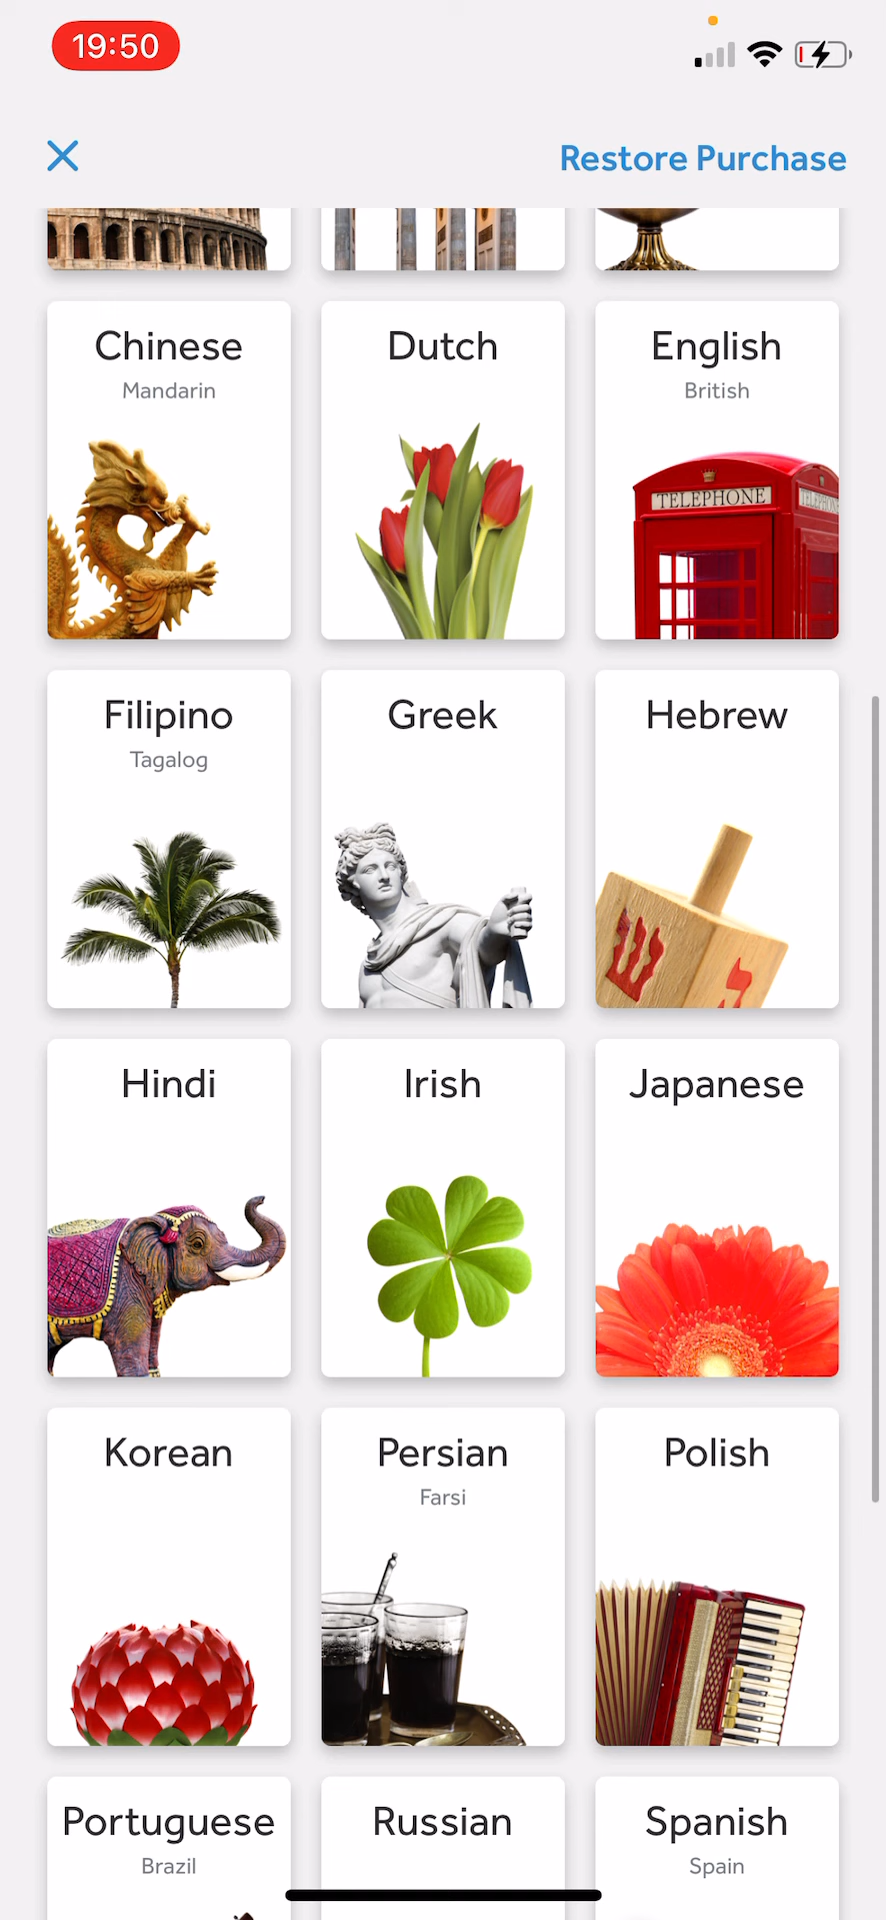 19:50
Restore Purchase
Chinese
Mandarin
Dutch
English
British
TELEPHONE
Filipino
Tagalog
Greek
Hebrew
ש
Hindi
Irish
Japanese
Korean
Persian
Farsi
Polish
Portuguese
Brazil
Russian
Spanish
Spain